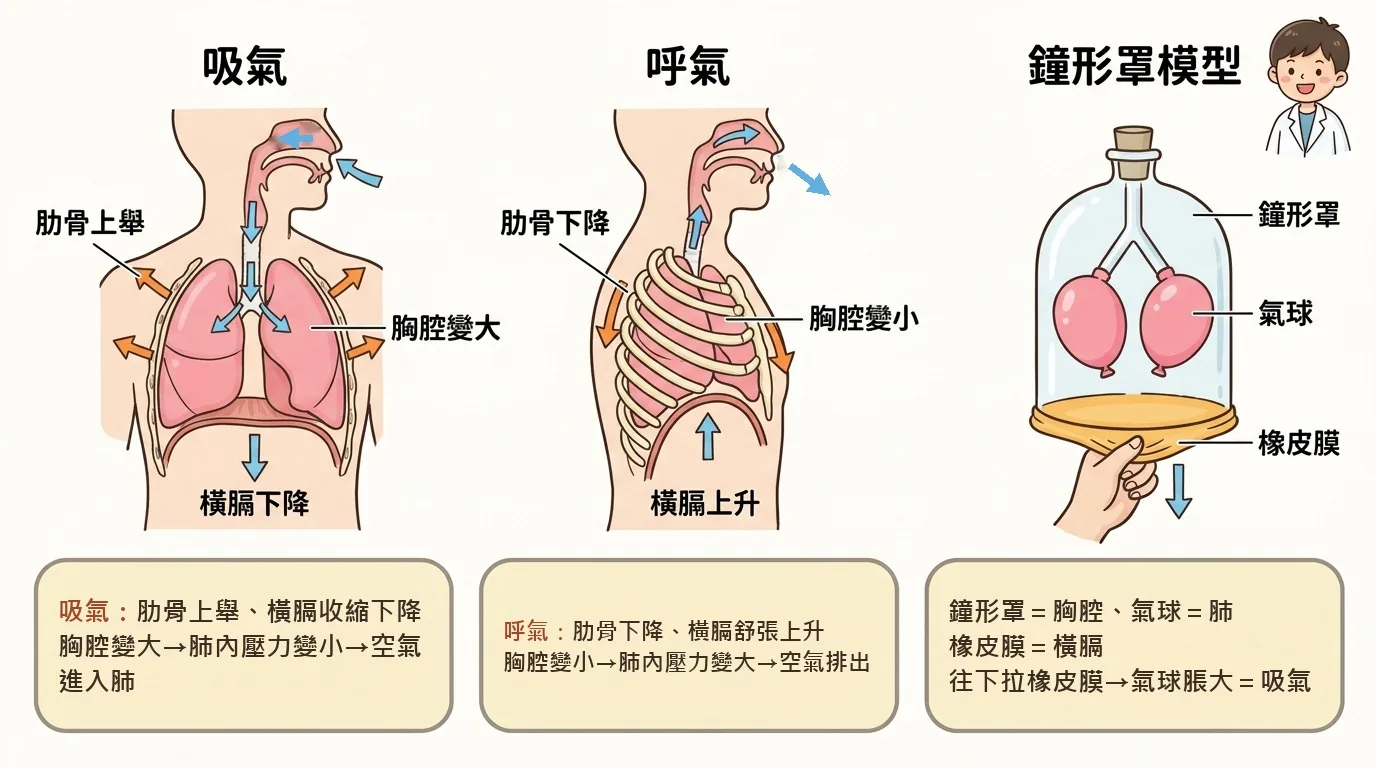 吸氣
呼氣
鐘形罩模型
肋骨上舉
胸腔變大
橫膈下降
肋骨下降
胸腔變小
橫膈上升
鐘形罩
氣球
橡皮膜
吸氣：肋骨上舉、橫膈收縮下降
胸腔變大→肺內壓力變小→空氣
進入肺
呼氣：肋骨下降、橫膈舒張上升
胸腔變小→肺內壓力變大→空氣排出
鐘形罩＝胸腔、氣球＝肺
橡皮膜＝橫膈
往下拉橡皮膜→氣球脹大＝吸氣